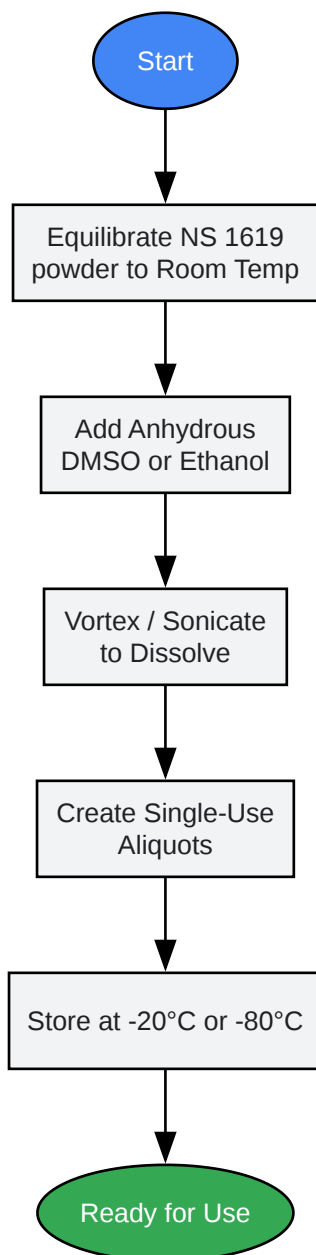 Start
Equilibrate NS 1619
powder to Room Temp
Add Anhydrous
DMSO or Ethanol
Vortex / Sonicate
to Dissolve
Create Single-Use
Aliquots
Store at -20°C or -80°C
Ready for Use